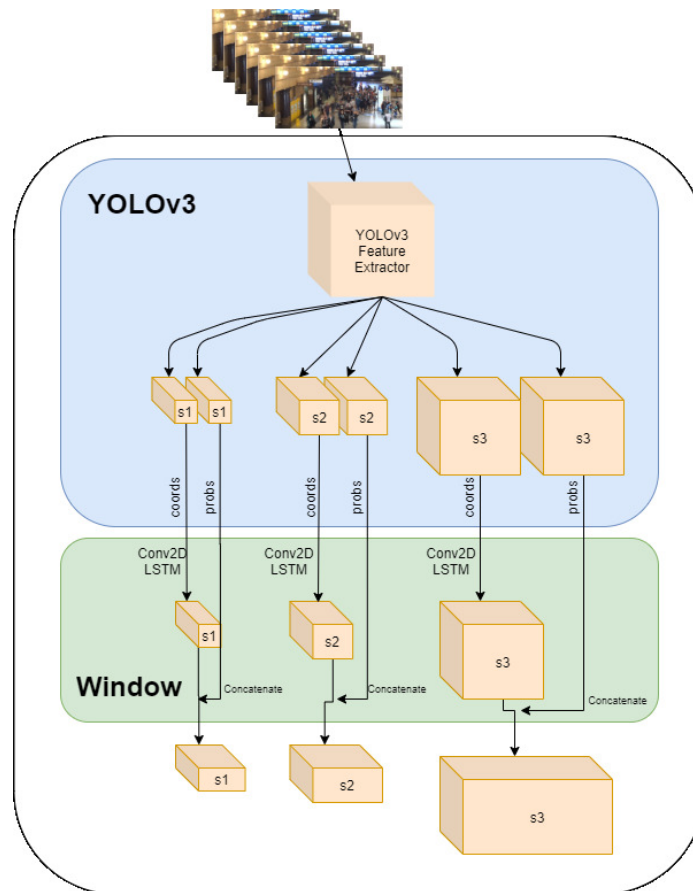 YOLOv3
YOLOv3
Feature
Extractor
s1
s1
s2
s2
s3
s3
coords
probs
coords
probs
coords
probs
Conv2D
LSTM
Conv2D
LSTM
Conv2D
LSTM
s1
s2
s3
Window
Concatenate
Concatenate
Concatenate
s1
s2
s3